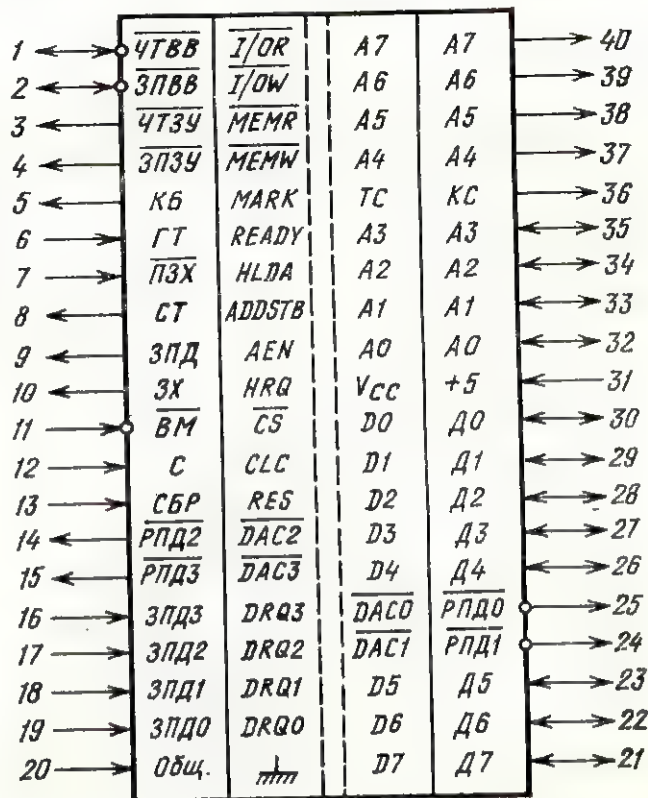 1 ЧТВВ I/OR A7 A7 40
2 ЗПВВ I/OW A6 A6 39
3 ЧТЗУ MEMR A5 A5 38
4 ЗПЗУ MEMW A4 A4 37
5 КБ MARK TC КС 36
6 ГТ READY A3 A3 35
7 ПЗХ HLDA A2 A2 34
8 СТ ADDSTB A1 A1 33
9 ЗПД AEN A0 A0 32
10 ЗХ HRQ VCC +5 31
11 ВМ CS D0 Д0 30
12 С CLC D1 Д1 29
13 СБР RES D2 Д2 28
14 РПД2 DAC2 D3 Д3 27
15 РПД3 DAC3 D4 Д4 26
16 ЗПД3 DRQ3 DAC0 РПД0 25
17 ЗПД2 DRQ2 DAC1 РПД1 24
18 ЗПД1 DRQ1 D5 Д5 23
19 ЗПД0 DRQ0 D6 Д6 22
20 Общ. D7 Д7 21